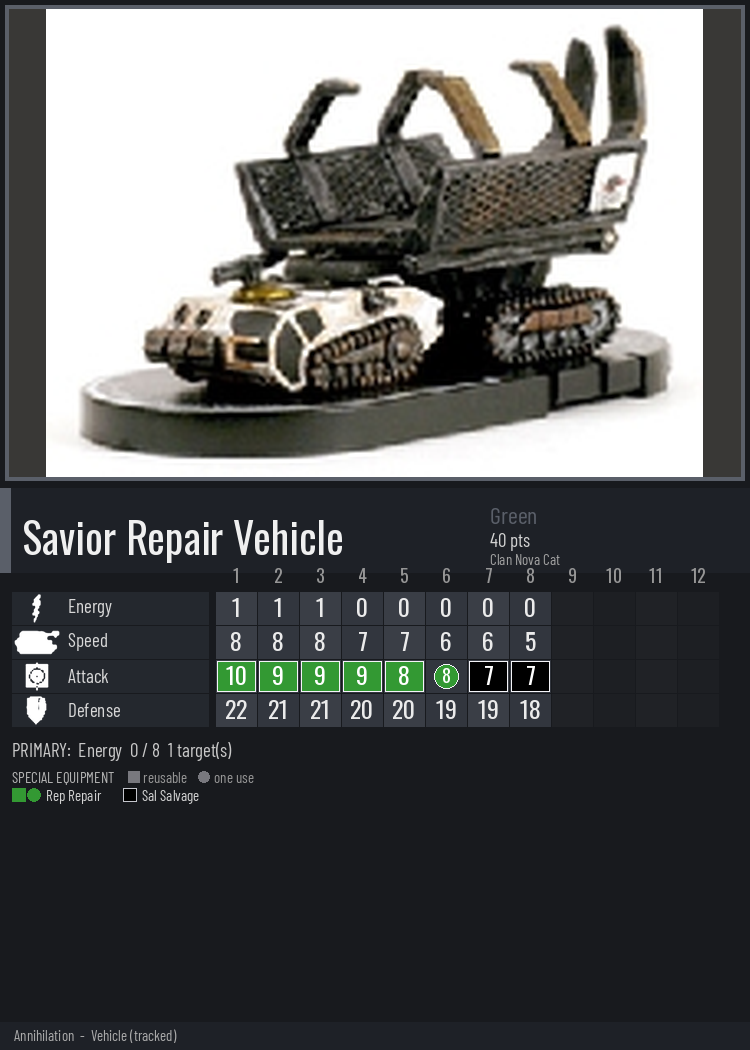 Savior Repair Vehicle
Green
40 pts
Clan Nova Cat
1 2 3 4 5 6 7 8 9 10 11 12
Energy 1 1 1 0 0 0 0 0
Speed 8 8 8 7 7 6 6 5
Attack 10 9 9 9 8 8 7 7
Defense 22 21 21 20 20 19 19 18
PRIMARY: Energy 0 / 8 1 target(s)
SPECIAL EQUIPMENT reusable one use
Rep Repair Sal Salvage
Annihilation - Vehicle (tracked)